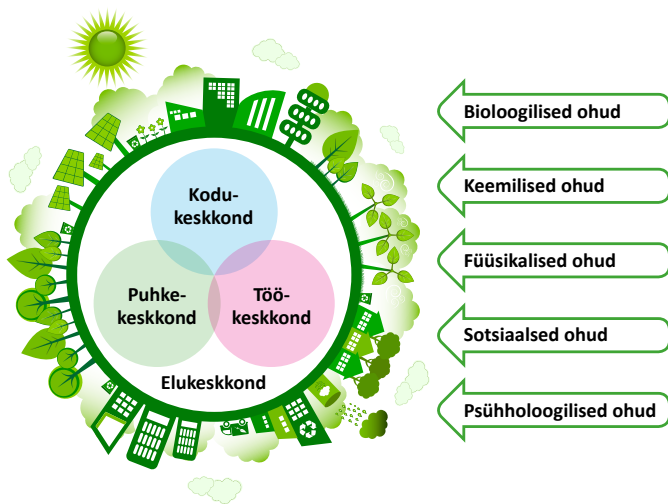 Kodu-
keskkond
Puhke-
keskkond
Töö-
keskkond
Elukeskkond
Bioloogilised ohud
Keemilised ohud
Füüsikalised ohud
Sotsiaalsed ohud
Psühholoogilised ohud